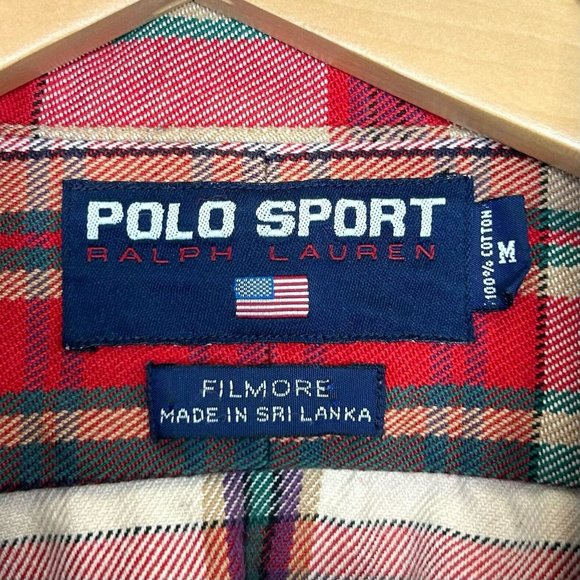 POLO SPORT
RALPH LAUREN
100% COTTON
M
FILMORE
MADE IN SRI LANKA